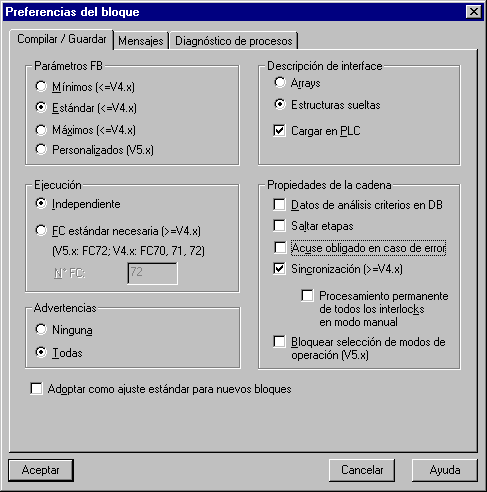 Preferencias del bloque
Compilar / Guardar
Mensajes
Diagnóstico de procesos
Parámetros FB
Mínimos (<=V4.x)
Estándar (<=V4.x)
Máximos (<=V4.x)
Personalizados (V5.x)
Descripción de interface
Arrays
Estructuras sueltas
Cargar en PLC
Ejecución
Independiente
FC estándar necesaria (>=V4.x)
(V5.x: FC72; V4.x: FC70, 71, 72)
N° FC:
72
Propiedades de la cadena
Datos de análisis criterios en DB
Saltar etapas
Acuse obligado en caso de error
Sincronización (>=V4.x)
Procesamiento permanente
de todos los interlocks
en modo manual
Bloquear selección de modos de
operación (V5.x)
Advertencias
Ninguna
Todas
Adoptar como ajuste estándar para nuevos bloques
Aceptar
Cancelar
Ayuda